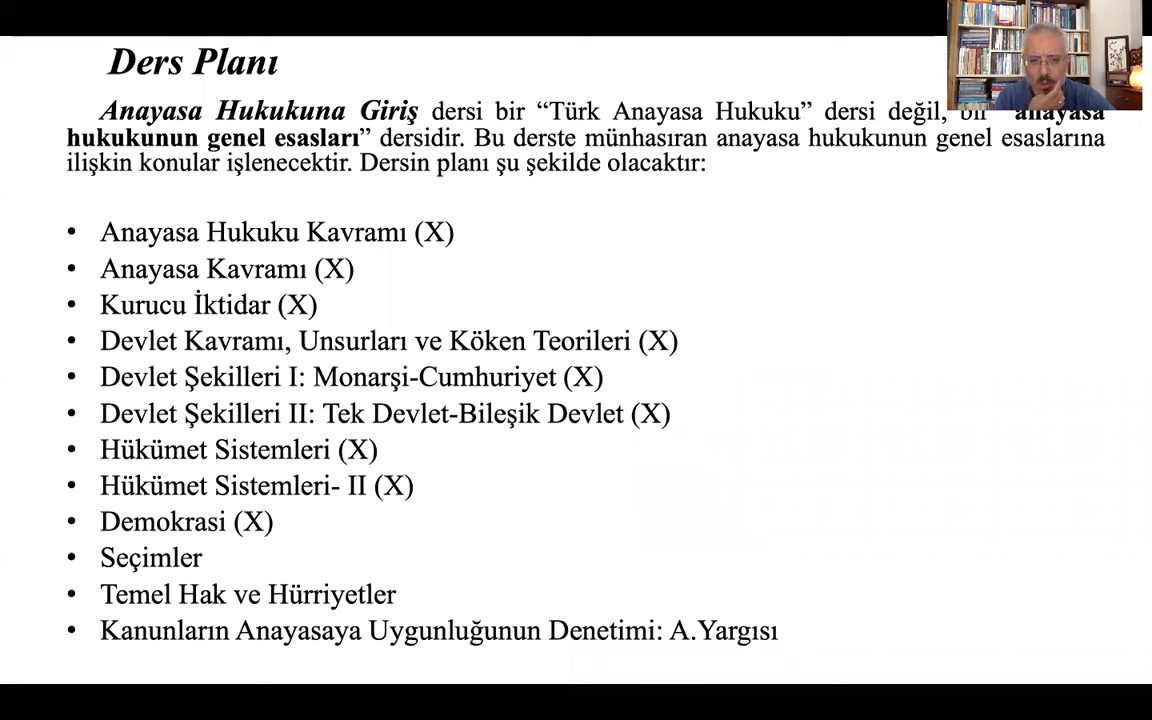 Ders Planı
Anayasa Hukukuna Giriş dersi bir “Türk Anayasa Hukuku” dersi değil, bir “anayasa
hukukunun genel esasları” dersidir. Bu derste münhasıran anayasa hukukunun genel esaslarına
ilişkin konular işlenecektir. Dersin planı şu şekilde olacaktır:
• Anayasa Hukuku Kavramı (X)
• Anayasa Kavramı (X)
• Kurucu İktidar (X)
• Devlet Kavramı, Unsurları ve Köken Teorileri (X)
• Devlet Şekilleri I: Monarşi-Cumhuriyet (X)
• Devlet Şekilleri II: Tek Devlet-Bileşik Devlet (X)
• Hükümet Sistemleri (X)
• Hükümet Sistemleri- II (X)
• Demokrasi (X)
• Seçimler
• Temel Hak ve Hürriyetler
• Kanunların Anayasaya Uygunluğunun Denetimi: A.Yargısı